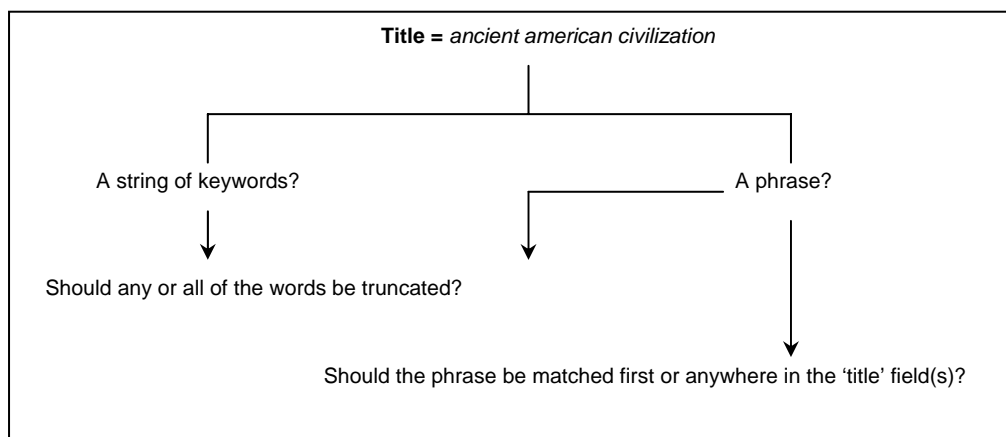 Title = ancient american civilization
A string of keywords?
A phrase?
Should any or all of the words be truncated?
Should the phrase be matched first or anywhere in the ‘title’ field(s)?